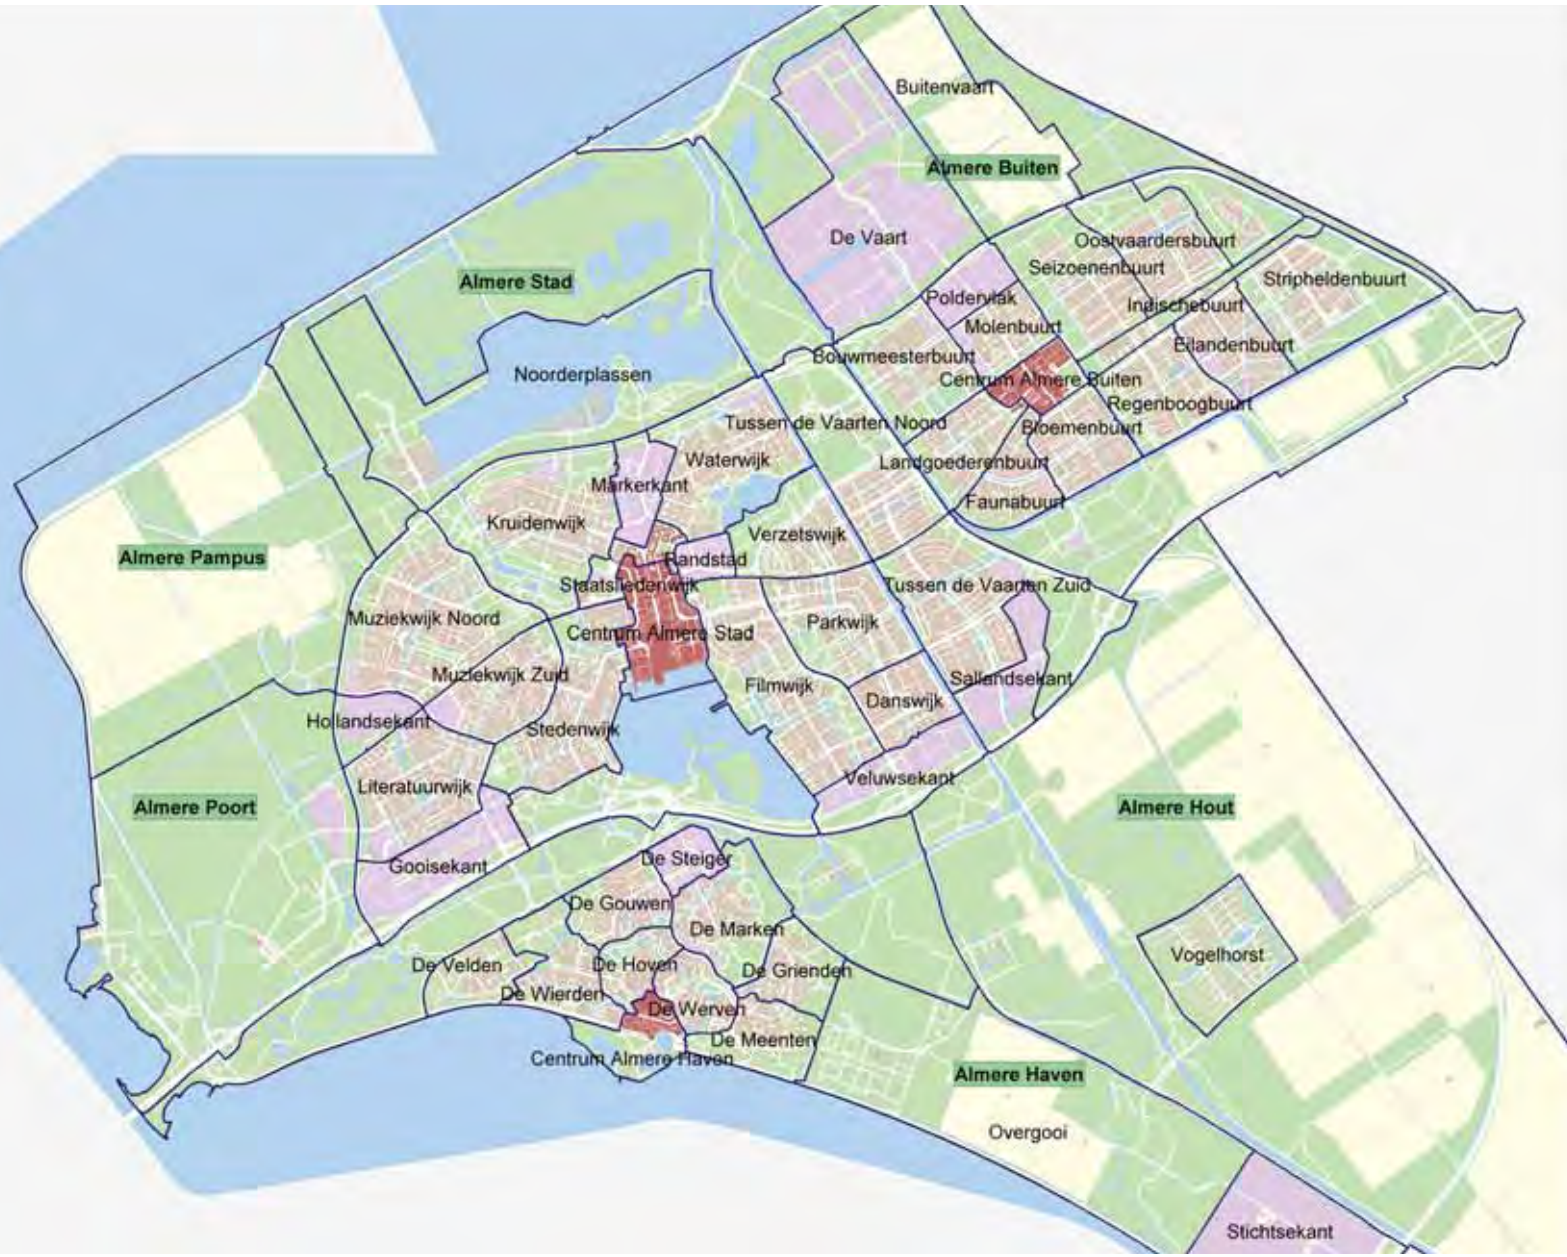 Buitenvaart
Almere Buiten
De Vaart
Oostvaardersbuurt
Seizoenenbuurt
Stripheldenbuurt
Almere Stad
Poldervlak
Indischebuurt
Molenbuurt
Eilandenbuurt
Bouwmeesterbuurt
Noorderplassen
Centrum Almere Buiten
Regenboogbuurt
Tussen de Vaarten Noord
Bloemenbuurt
Waterwijk
Landgoederenbuurt
Markerkant
Faunabuurt
Kruidenwijk
Verzetswijk
Almere Pampus
Randstad
Staatsliedenwijk
Tussen de Vaarten Zuid
Muziekwijk Noord
Parkwijk
Centrum Almere Stad
Muziekwijk Zuid
Sallandsekant
Filmwijk
Danswijk
Hollandsekant
Stedenwijk
Veluwsekant
Literatuurwijk
Almere Poort
Almere Hout
De Steiger
Gooisekant
De Gouwen
De Marken
Vogelhorst
De Velden
De Hoven
De Grienden
De Wierden
De Werven
De Meenten
Centrum Almere Haven
Almere Haven
Overgooi
Stichtsekant